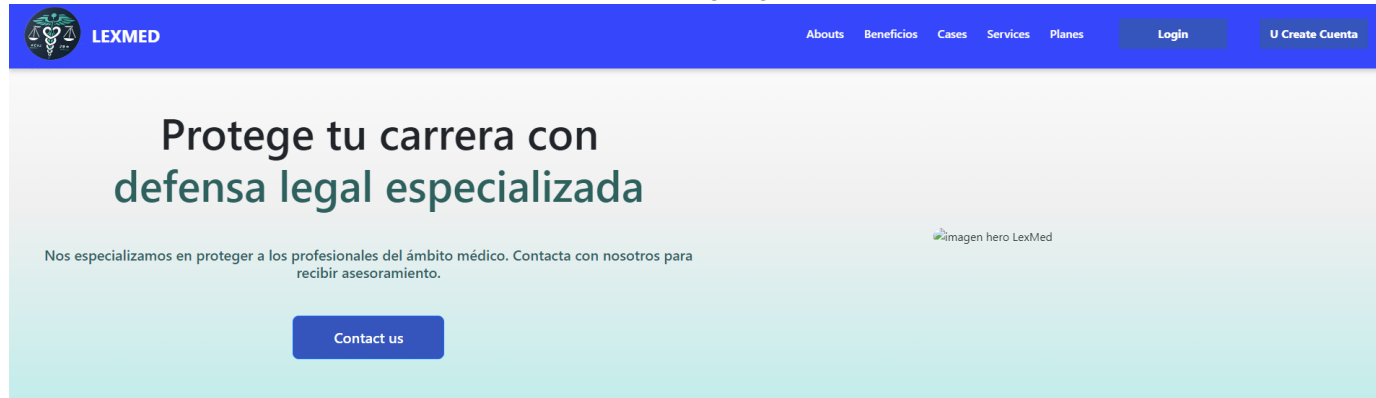 LEXMED
Abouts Beneficios Cases Services Planes Login U Create Cuenta
Protege tu carrera con
defensa legal especializada
Nos especializamos en proteger a los profesionales del ámbito médico. Contacta con nosotros para
recibir asesoramiento.
imagen hero LexMed
Contact us